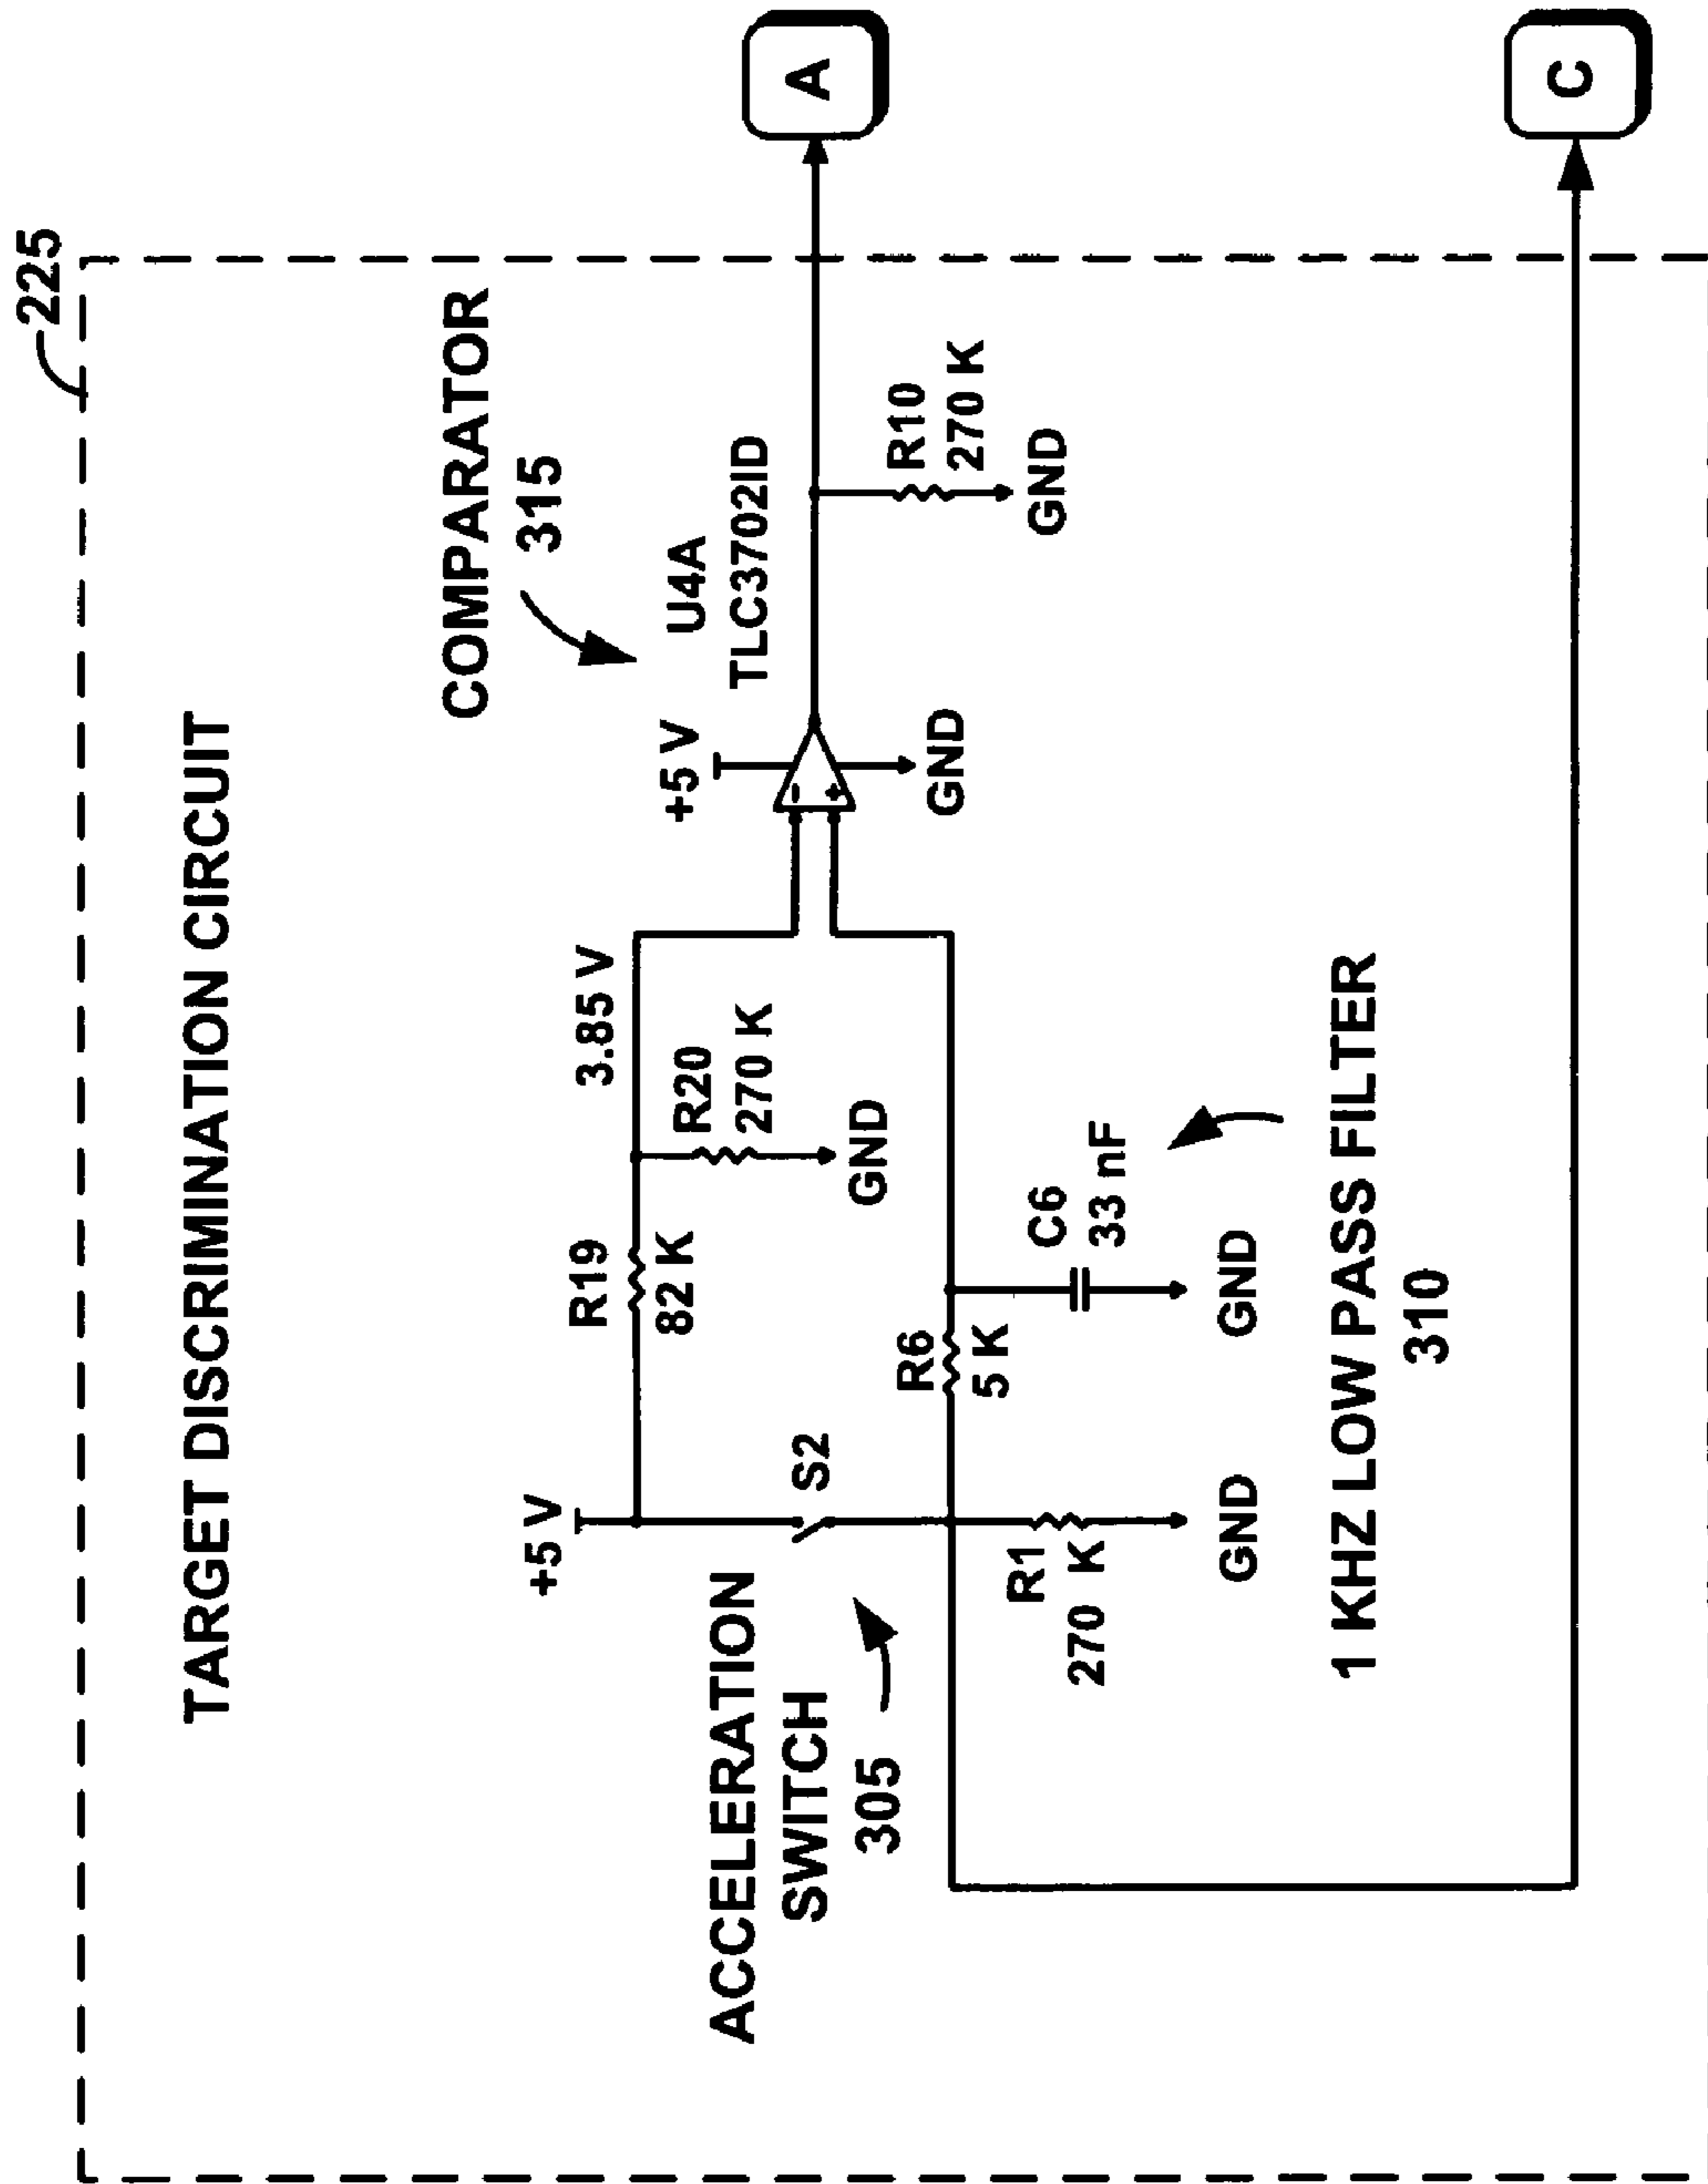 225
TARGET DISCRIMINATION CIRCUIT
COMPARATOR
315
U4A
TLC3702ID
+5 V
-
+
GND
R10
270 K
GND
A
3.85 V
R19
82 K
R20
270 K
GND
+5 V
ACCELERATION
SWITCH
305
S2
R6
5 K
C6
33 nF
GND
R1
270 K
GND
1 KHZ LOW PASS FILTER
310
C